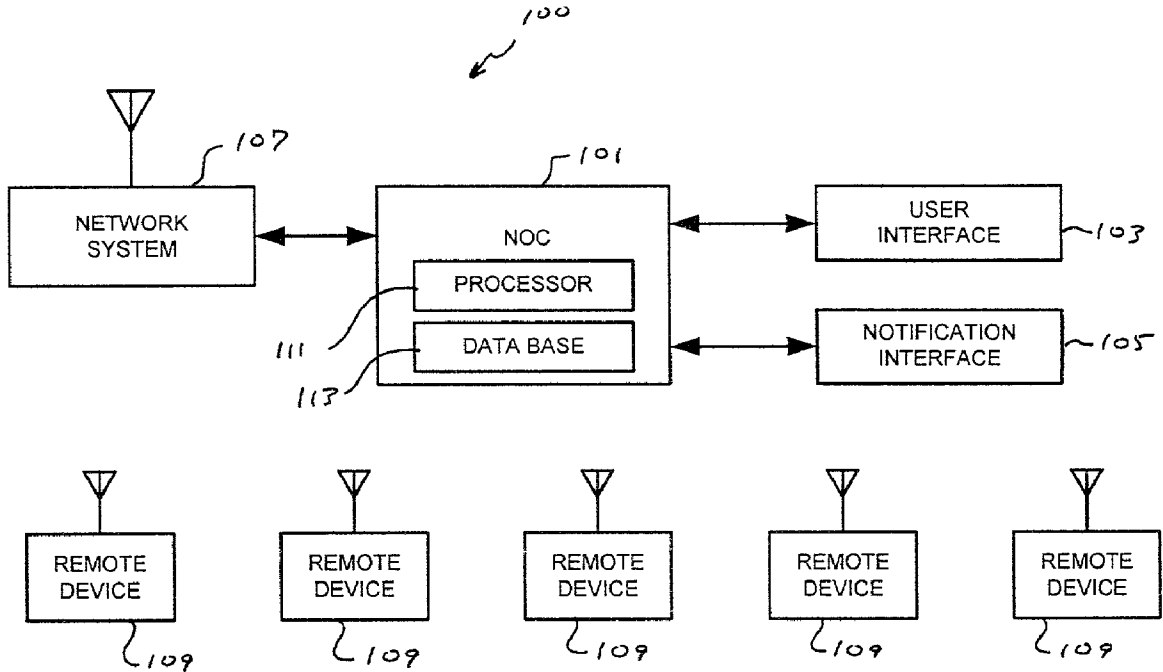 100
107
101
NETWORK
SYSTEM
NOC
USER
INTERFACE
103
PROCESSOR
111
DATA BASE
113
NOTIFICATION
INTERFACE
105
REMOTE
DEVICE
109
REMOTE
DEVICE
109
REMOTE
DEVICE
109
REMOTE
DEVICE
109
REMOTE
DEVICE
109